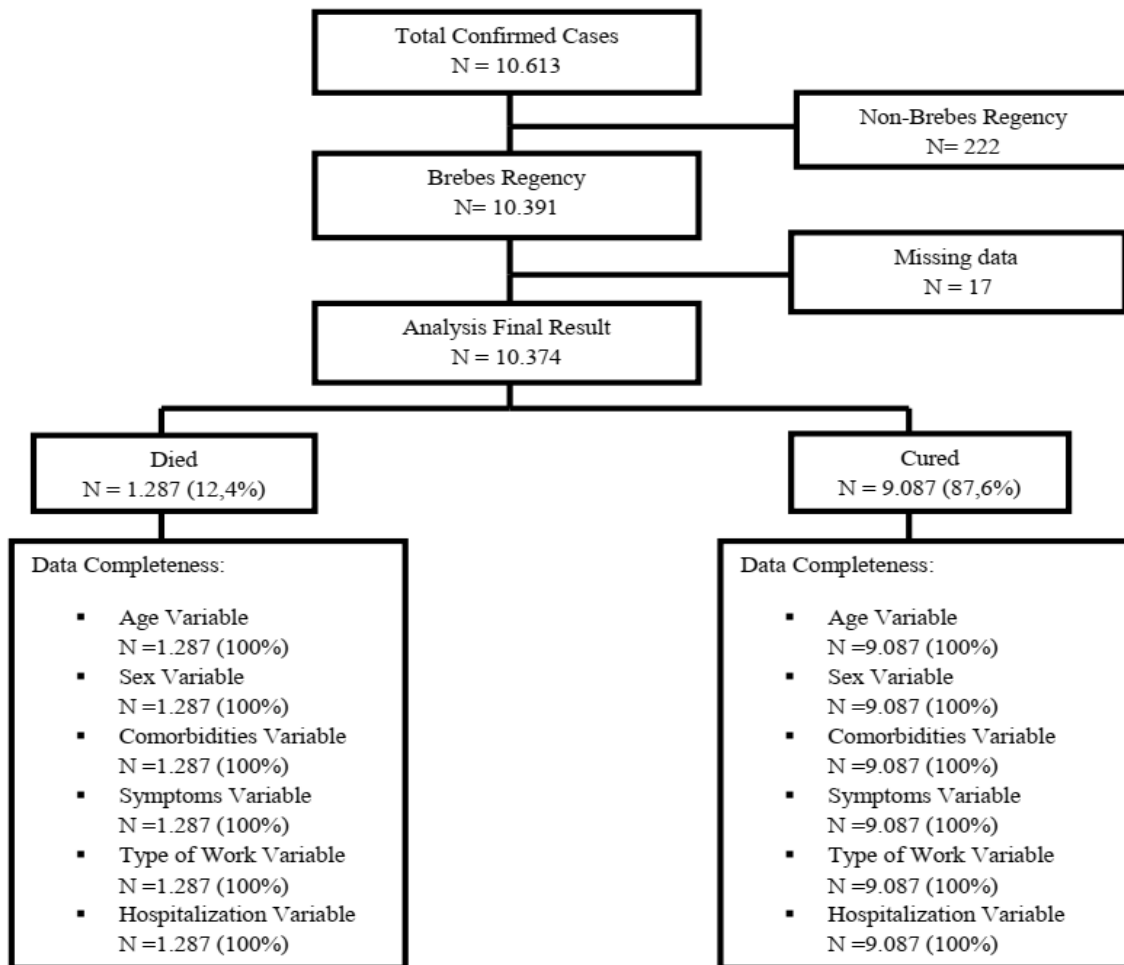 Total Confirmed Cases
N = 10.613
Non-Brebes Regency
N= 222
Brebes Regency
N= 10.391
Missing data
N = 17
Analysis Final Result
N = 10.374
Died
N = 1.287 (12,4%)
Cured
N = 9.087 (87,6%)
Data Completeness:
▪ Age Variable
N =1.287 (100%)
▪ Sex Variable
N =1.287 (100%)
▪ Comorbidities Variable
N =1.287 (100%)
▪ Symptoms Variable
N =1.287 (100%)
▪ Type of Work Variable
N =1.287 (100%)
▪ Hospitalization Variable
N =1.287 (100%)
Data Completeness:
▪ Age Variable
N =9.087 (100%)
▪ Sex Variable
N =9.087 (100%)
▪ Comorbidities Variable
N =9.087 (100%)
▪ Symptoms Variable
N =9.087 (100%)
▪ Type of Work Variable
N =9.087 (100%)
▪ Hospitalization Variable
N =9.087 (100%)